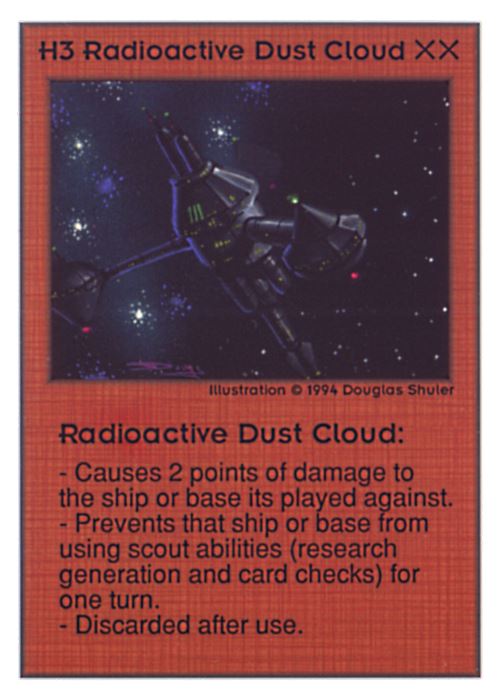 H3 Radioactive Dust Cloud XX
Illustration © 1994 Douglas Shuler
Radioactive Dust Cloud:
- Causes 2 points of damage to
the ship or base its played against.
- Prevents that ship or base from
using scout abilities (research
generation and card checks) for
one turn.
- Discarded after use.